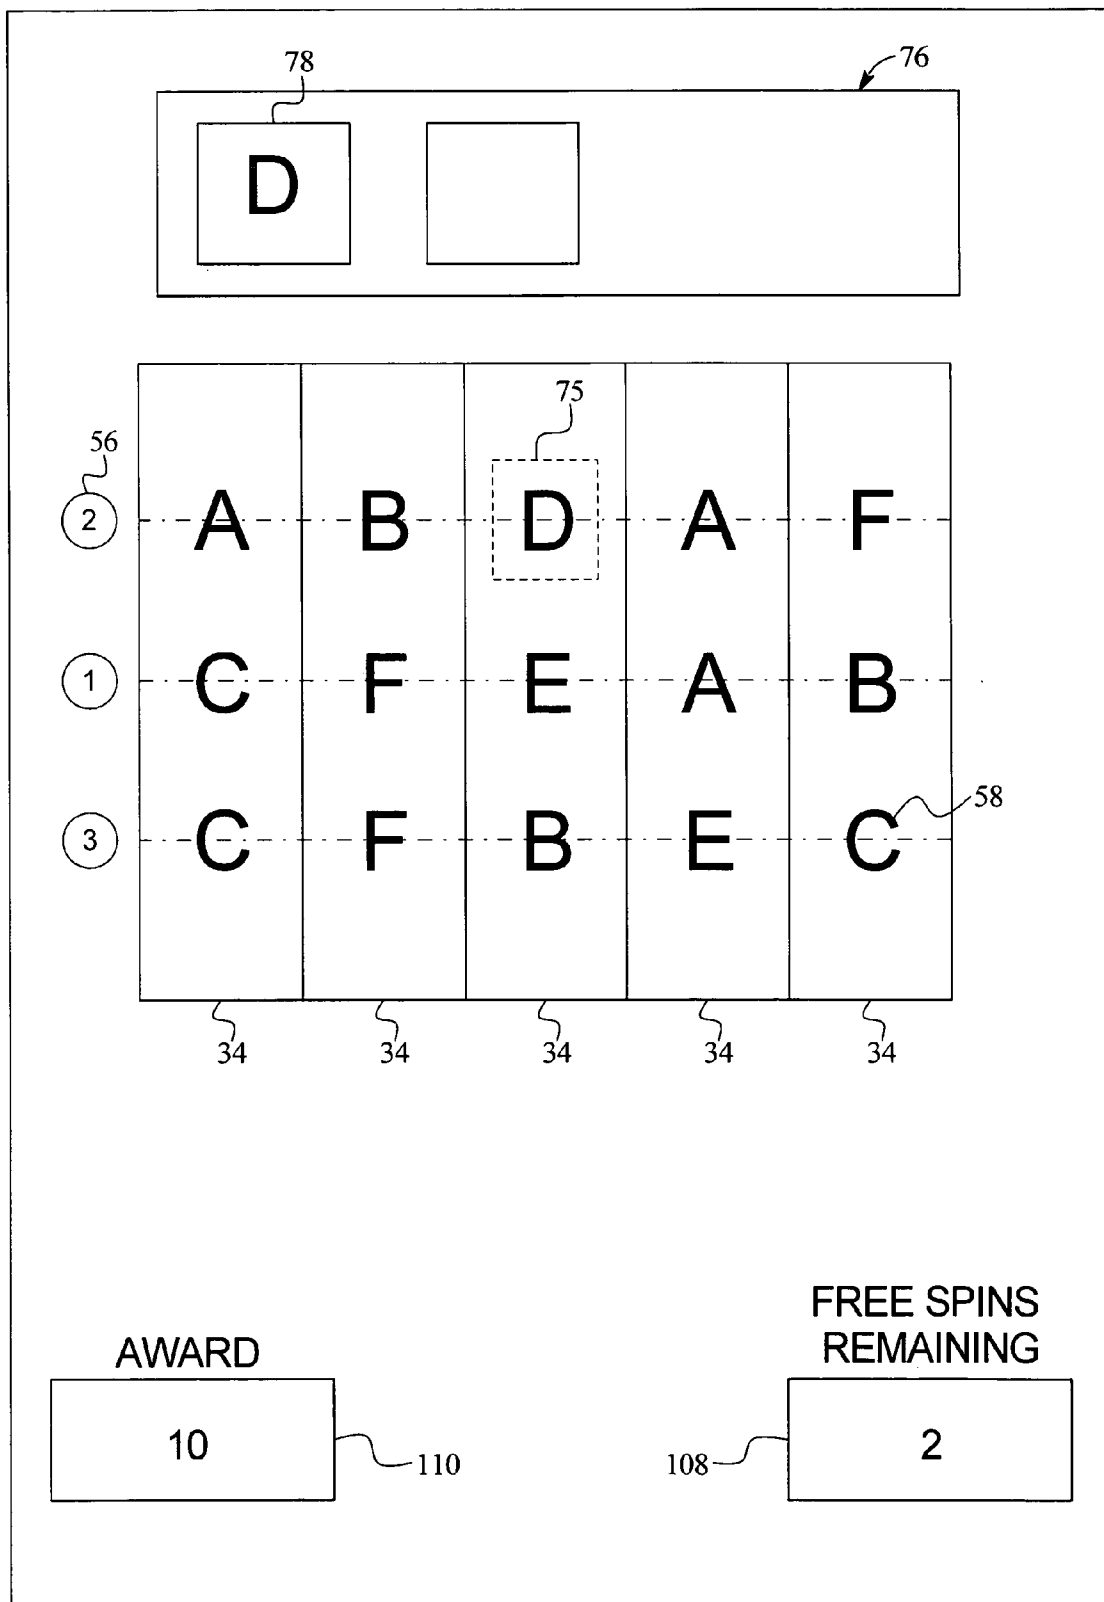 78
76
D
75
56
2 A B D A F
1 C F E A B
3 C F B E C
58
34 34 34 34 34
FREE SPINS
REMAINING
AWARD
10
110
108
2